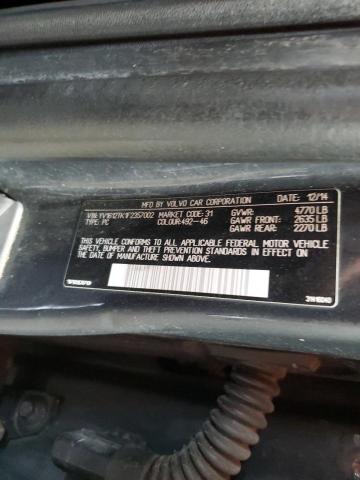 MFD BY VOLVO CAR CORPORATION DATE: 12/14
VIN: YV1612TK1F2357002 MARKET CODE: 31 GVWR: 4770 LB
TYPE: PC COLOUR: 492-46 GAWR FRONT: 2635 LB
GAWR REAR: 2270 LB
THIS VEHICLE CONFORMS TO ALL APPLICABLE FEDERAL MOTOR VEHICLE
SAFETY, BUMPER AND THEFT PREVENTION STANDARDS IN EFFECT ON THE
DATE OF MANUFACTURE SHOWN ABOVE.
VOLVO